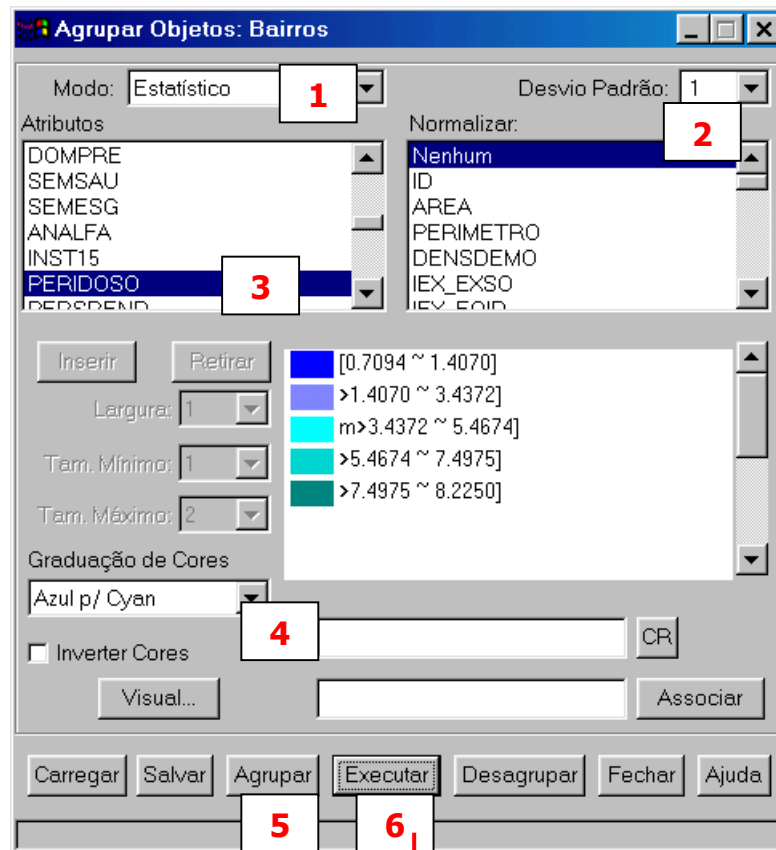 Agrupar Objetos: Bairros
Modo: Estatístico 1 Desvio Padrão: 1
2
Atributos Normalizar:
DOMPRE Nenhum
SEMSAU ID
SEMESG AREA
ANALFA PERIMETRO
INST15 DENSDEMO
PERIDOSO 3 IEX_EXSO
Inserir Retirar [0.7094 ~ 1.4070]
Largura: 1 >1.4070 ~ 3.4372]
m>3.4372 ~ 5.4674]
Tam. Mínimo: 1 >5.4674 ~ 7.4975]
Tam. Máximo: 2 >7.4975 ~ 8.2250]
Graduação de Cores
Azul p/ Cyan
4 CR
Inverter Cores
Visual... Associar
Carregar Salvar Agrupar Executar Desagrupar Fechar Ajuda
5 6